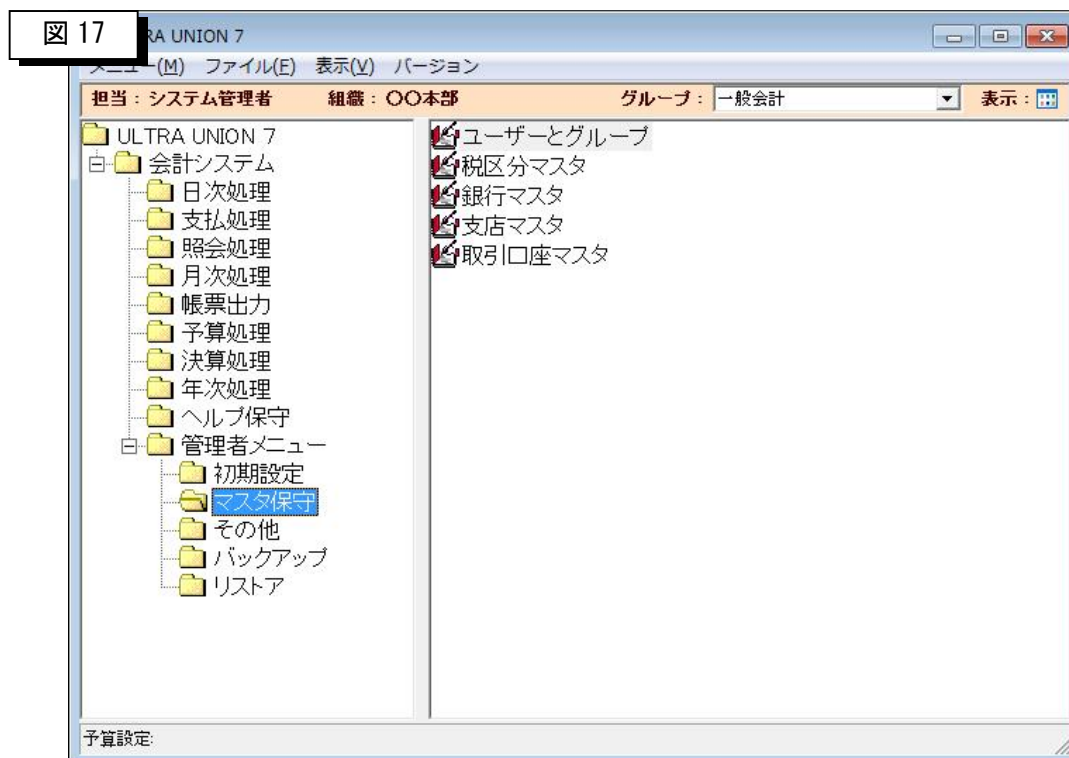 図 17
RA UNION 7
メニュー(M) ファイル(F) 表示(V) バージョン
担当：システム管理者 組織：〇〇本部 グループ：一般会計 表示：
ULTRA UNION 7
会計システム
日次処理
支払処理
照会処理
月次処理
帳票出力
予算処理
決算処理
年次処理
ヘルプ保守
管理者メニュー
初期設定
マスタ保守
その他
バックアップ
リストア
ユーザーとグループ
税区分マスタ
銀行マスタ
支店マスタ
取引口座マスタ
予算設定: